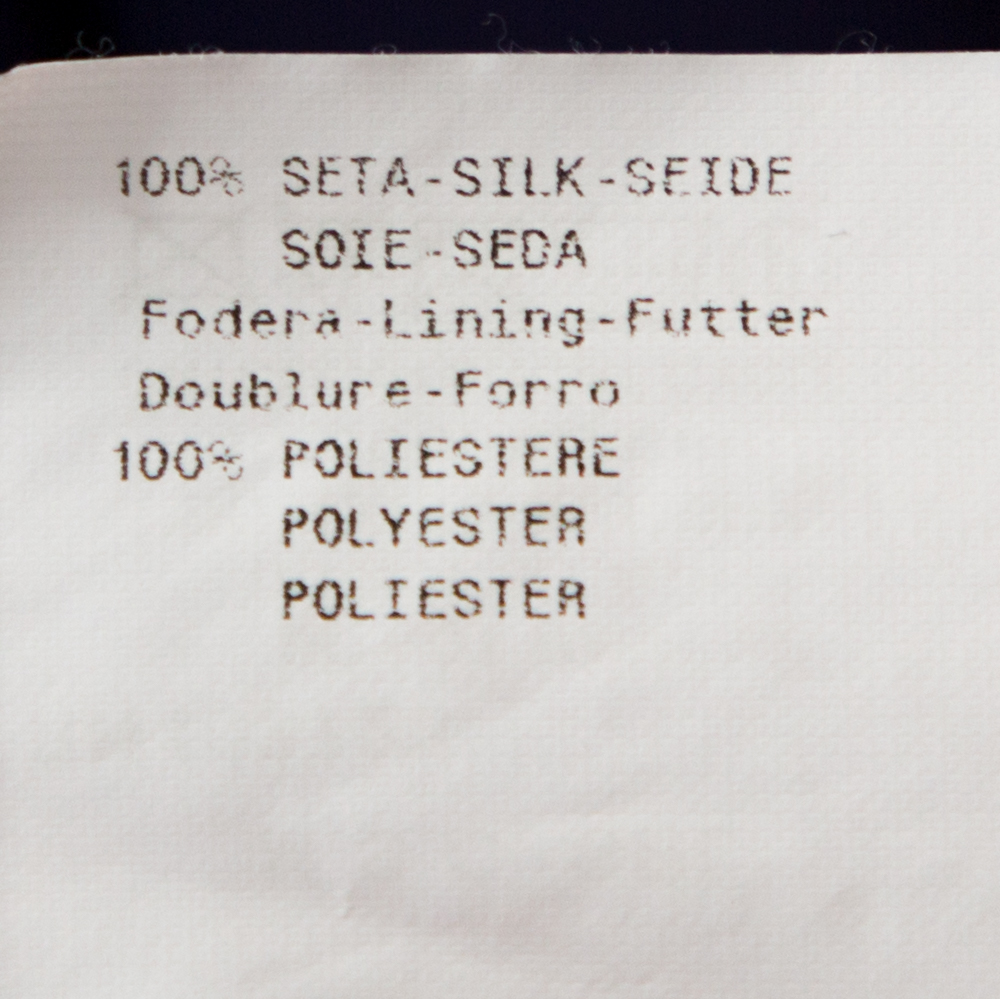 100% SETA-SILK-SEIDE
SOIE-SEDA
Fodera-Lining-Futter
Doublure-Forro
100% POLIESTERE
POLYESTER
POLIESTER